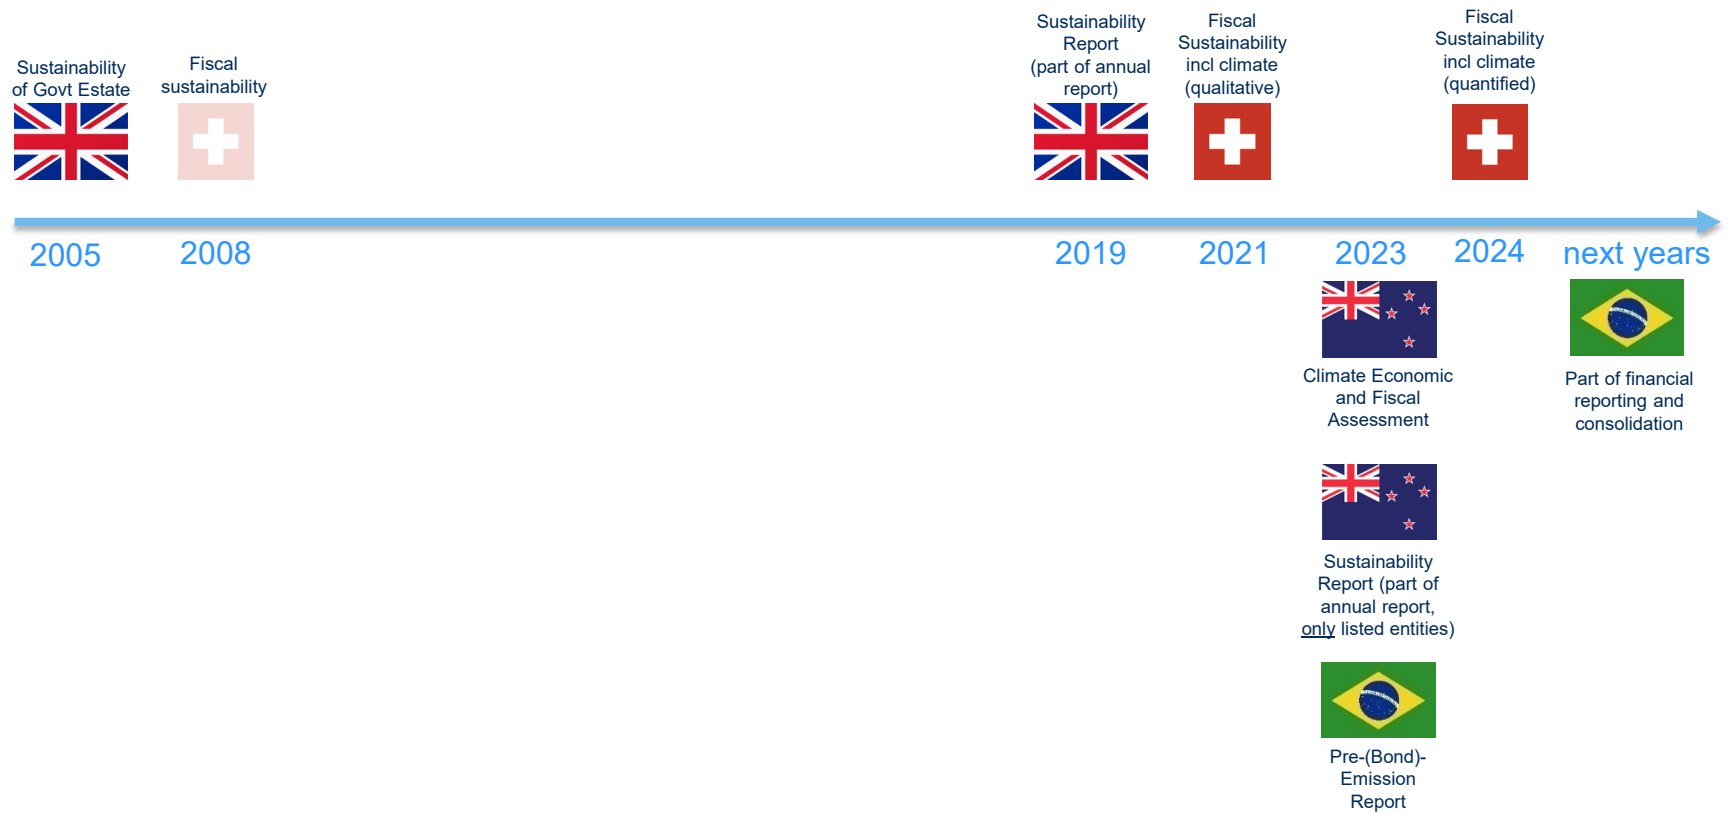 Sustainability
of Govt Estate
Fiscal
sustainability
Sustainability
Report
(part of annual
report)
Fiscal
Sustainability
incl climate
(qualitative)
Fiscal
Sustainability
incl climate
(quantified)
2005
2008
2019
2021
2023
2024
next years
Climate Economic
and Fiscal
Assessment
Part of financial
reporting and
consolidation
Sustainability
Report (part of
annual report,
only listed entities)
Pre-(Bond)-
Emission
Report